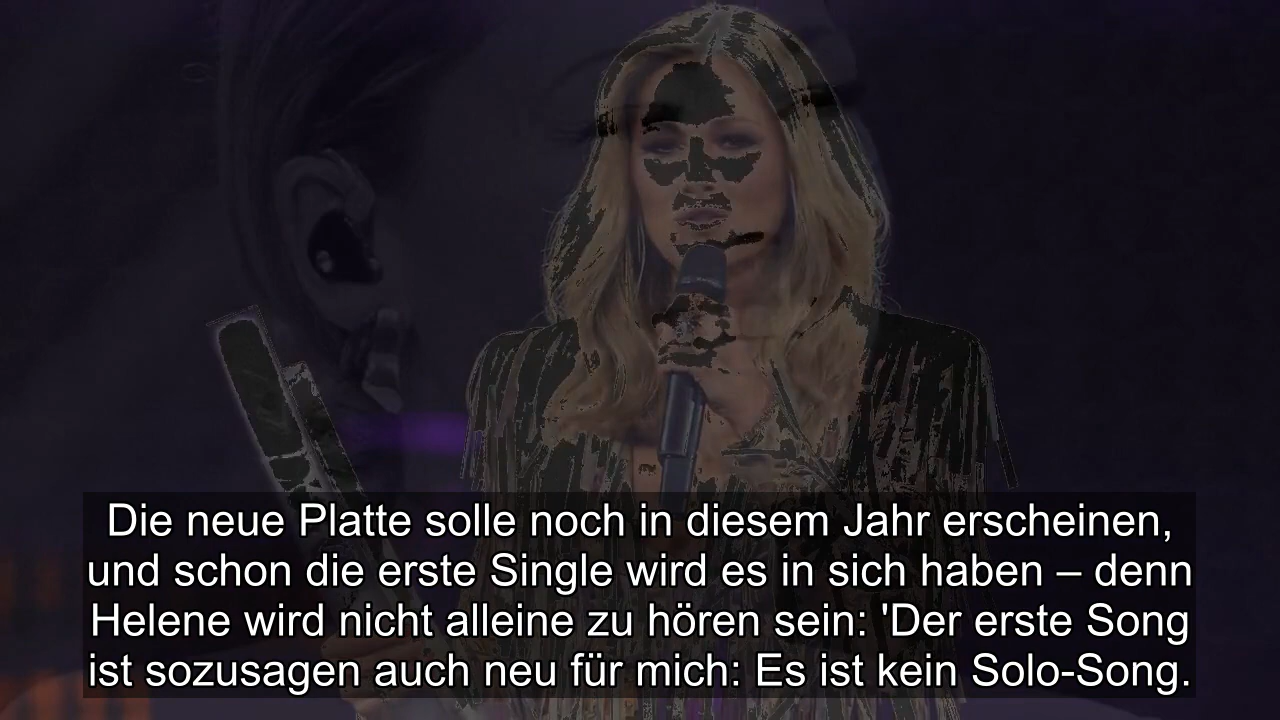 Die neue Platte solle noch in diesem Jahr erscheinen,
und schon die erste Single wird es in sich haben – denn
Helene wird nicht alleine zu hören sein: 'Der erste Song
ist sozusagen auch neu für mich: Es ist kein Solo-Song.